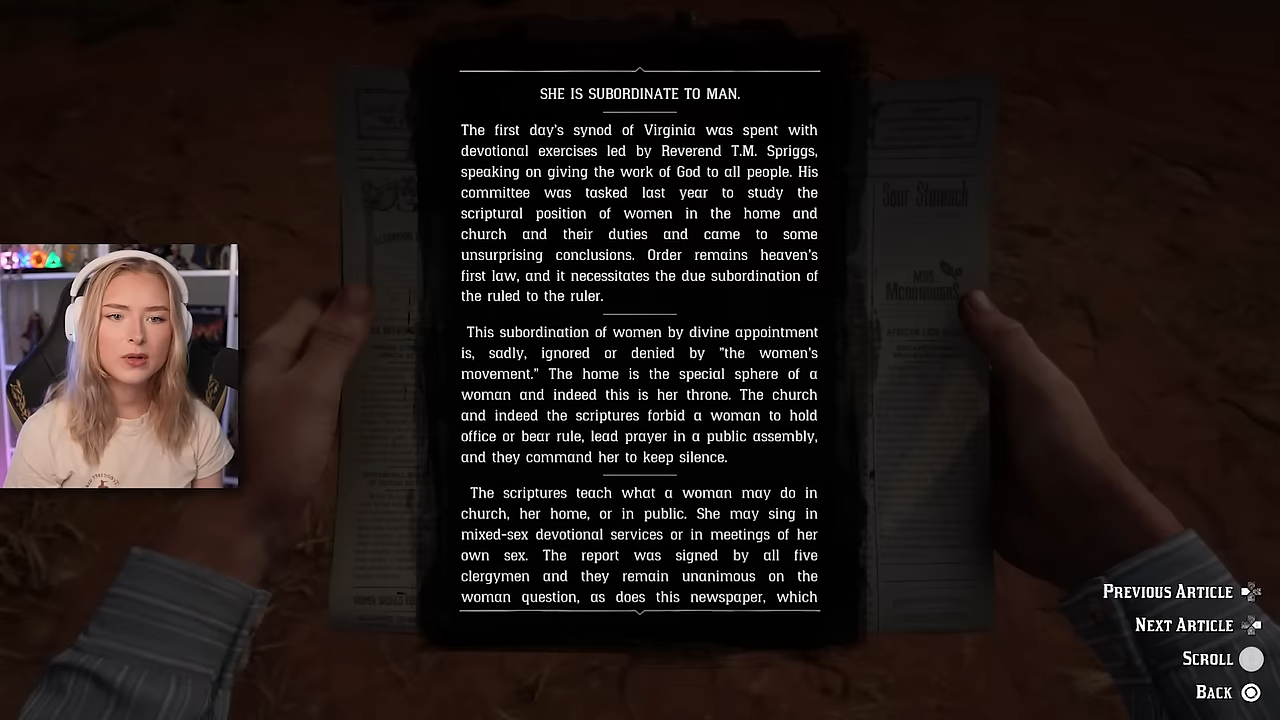 SHE IS SUBORDINATE TO MAN.
The first day's synod of Virginia was spent with
devotional exercises led by Reverend T.M. Spriggs,
speaking on giving the work of God to all people. His
committee was tasked last year to study the
scriptural position of women in the home and
church and their duties and came to some
unsurprising conclusions. Order remains heaven's
first law, and it necessitates the due subordination of
the ruled to the ruler.
This subordination of women by divine appointment
is, sadly, ignored or denied by "the women's
movement." The home is the special sphere of a
woman and indeed this is her throne. The church
and indeed the scriptures forbid a woman to hold
office or bear rule, lead prayer in a public assembly,
and they command her to keep silence.
The scriptures teach what a woman may do in
church, her home, or in public. She may sing in
mixed-sex devotional services or in meetings of her
own sex. The report was signed by all five
clergymen and they remain unanimous on the
woman question, as does this newspaper, which
Sour Stomach
MRS.
Previous Article
Next Article
Scroll
Back